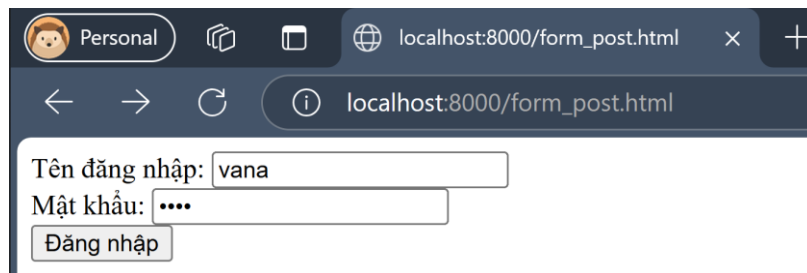 Personal
localhost:8000/form_post.html
localhost:8000/form_post.html
Tên đăng nhập: vana
Mật khẩu: ••••
Đăng nhập